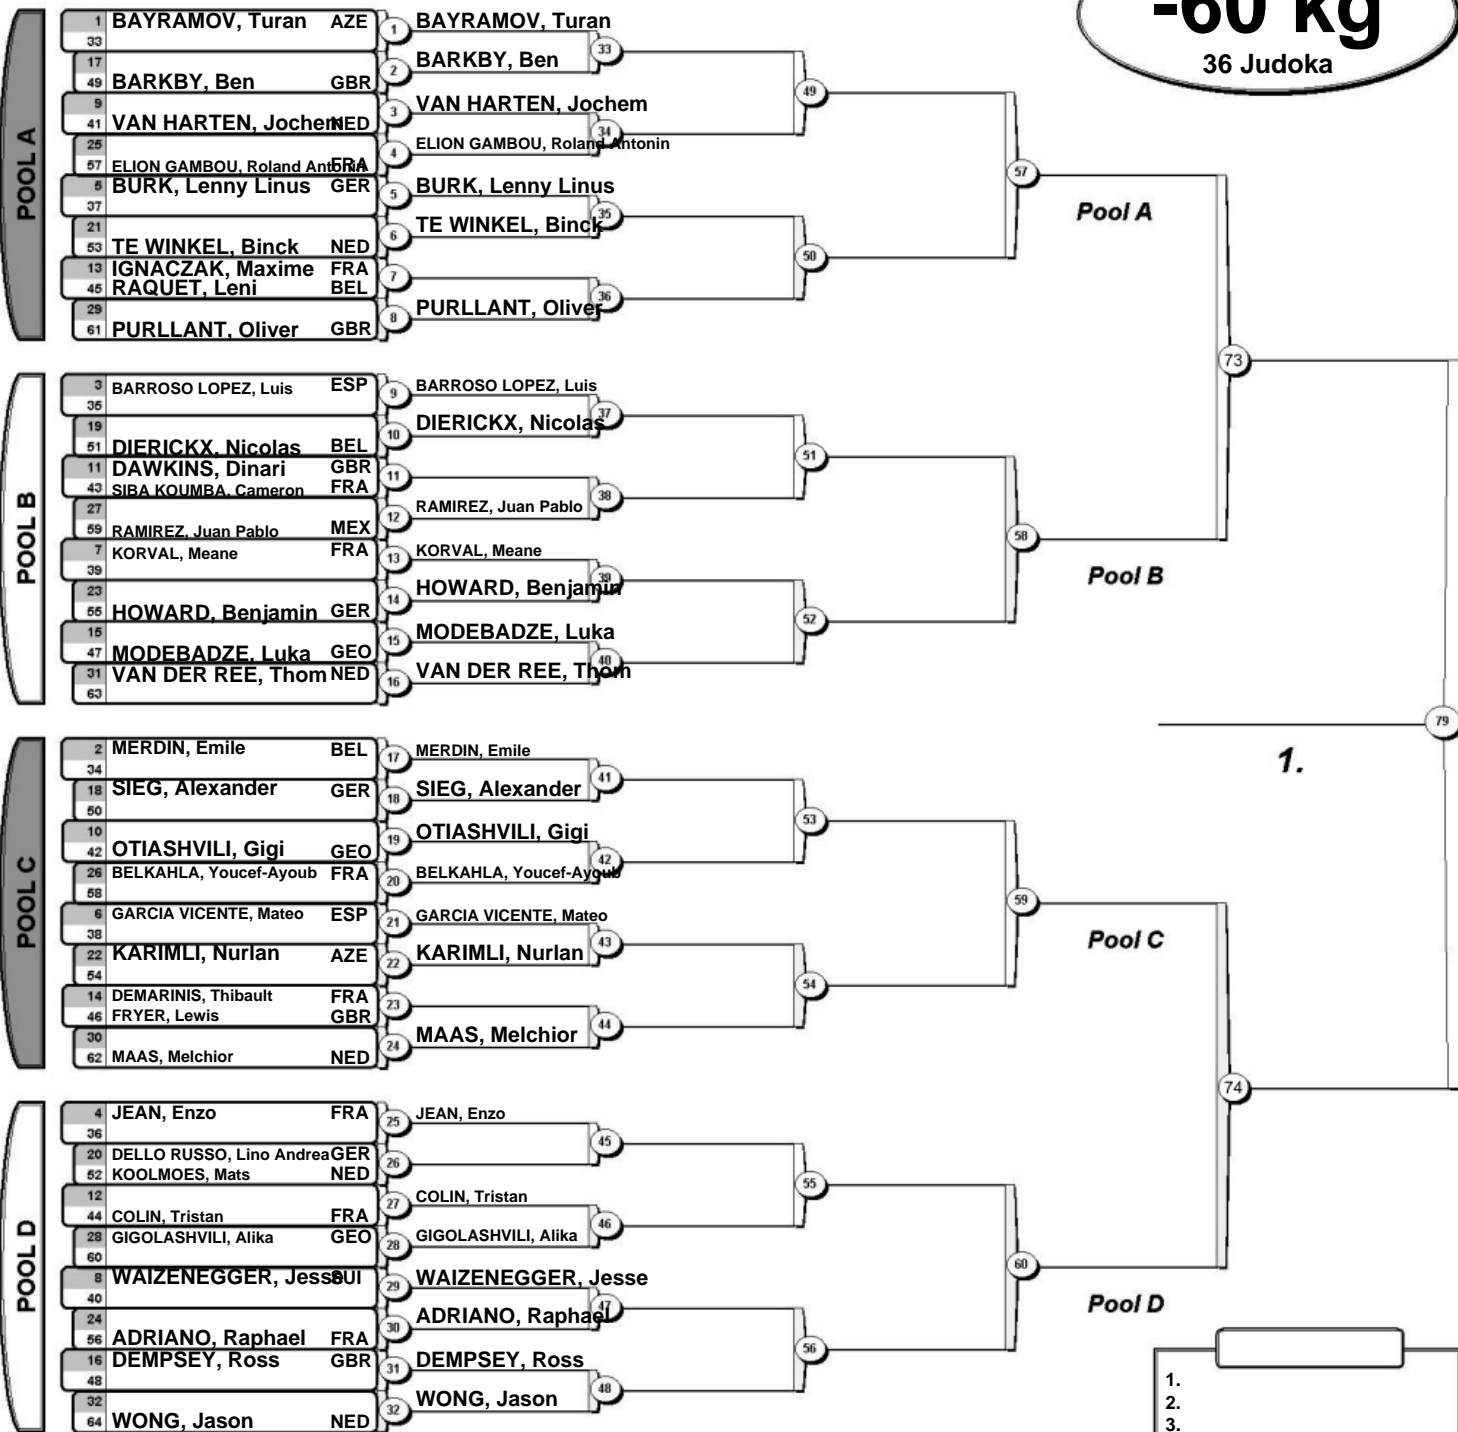 -60 kg
36 Judoka
POOL A
1 BAYRAMOV, Turan AZE
33
17
49 BARKBY, Ben GBR
9
41 VAN HARTEN, Jochem NED
25
57 ELION GAMBOU, Roland Antonin FRA
5 BURK, Lenny Linus GER
37
21
53 TE WINKEL, Binck NED
13 IGNACZAK, Maxime FRA
45 RAQUET, Leni BEL
29
61 PURLLANT, Oliver GBR
1 BAYRAMOV, Turan
2 BARKBY, Ben
3 VAN HARTEN, Jochem
4 ELION GAMBOU, Roland Antonin
5 BURK, Lenny Linus
6 TE WINKEL, Binck
7
8 PURLLANT, Oliver
33
34
35
36
49
50
57
Pool A
POOL B
3 BARROSO LOPEZ, Luis ESP
35
19
51 DIERICKX, Nicolas BEL
11 DAWKINS, Dinari GBR
43 SIBA KOUMBA, Cameron FRA
27
59 RAMIREZ, Juan Pablo MEX
7 KORVAL, Meane FRA
39
23
55 HOWARD, Benjamin GER
15
47 MODEBADZE, Luka GEO
31 VAN DER REE, Thom NED
63
9 BARROSO LOPEZ, Luis
10 DIERICKX, Nicolas
11
12 RAMIREZ, Juan Pablo
13 KORVAL, Meane
14 HOWARD, Benjamin
15 MODEBADZE, Luka
16 VAN DER REE, Thom
37
38
39
40
51
52
58
Pool B
73
POOL C
2 MERDIN, Emile BEL
34
18 SIEG, Alexander GER
50
10
42 OTIASHVILI, Gigi GEO
26 BELKAHLA, Youcef-Ayoub FRA
58
6 GARCIA VICENTE, Mateo ESP
38
22 KARIMLI, Nurlan AZE
54
14 DEMARINIS, Thibault FRA
46 FRYER, Lewis GBR
30
62 MAAS, Melchior NED
17 MERDIN, Emile
18 SIEG, Alexander
19 OTIASHVILI, Gigi
20 BELKAHLA, Youcef-Ayoub
21 GARCIA VICENTE, Mateo
22 KARIMLI, Nurlan
23
24 MAAS, Melchior
41
42
43
44
53
54
59
Pool C
79
1.
POOL D
4 JEAN, Enzo FRA
36
20 DELLO RUSSO, Lino Andrea GER
52 KOOLMOES, Mats NED
12
44 COLIN, Tristan FRA
28 GIGOLASHVILI, Alika GEO
60
8 WAIZENEGGER, Jesse SUI
40
24
56 ADRIANO, Raphael FRA
16 DEMPSEY, Ross GBR
48
32
64 WONG, Jason NED
25 JEAN, Enzo
26
27 COLIN, Tristan
28 GIGOLASHVILI, Alika
29 WAIZENEGGER, Jesse
30 ADRIANO, Raphael
31 DEMPSEY, Ross
32 WONG, Jason
45
46
47
48
55
56
60
Pool D
74
1.
2.
3.